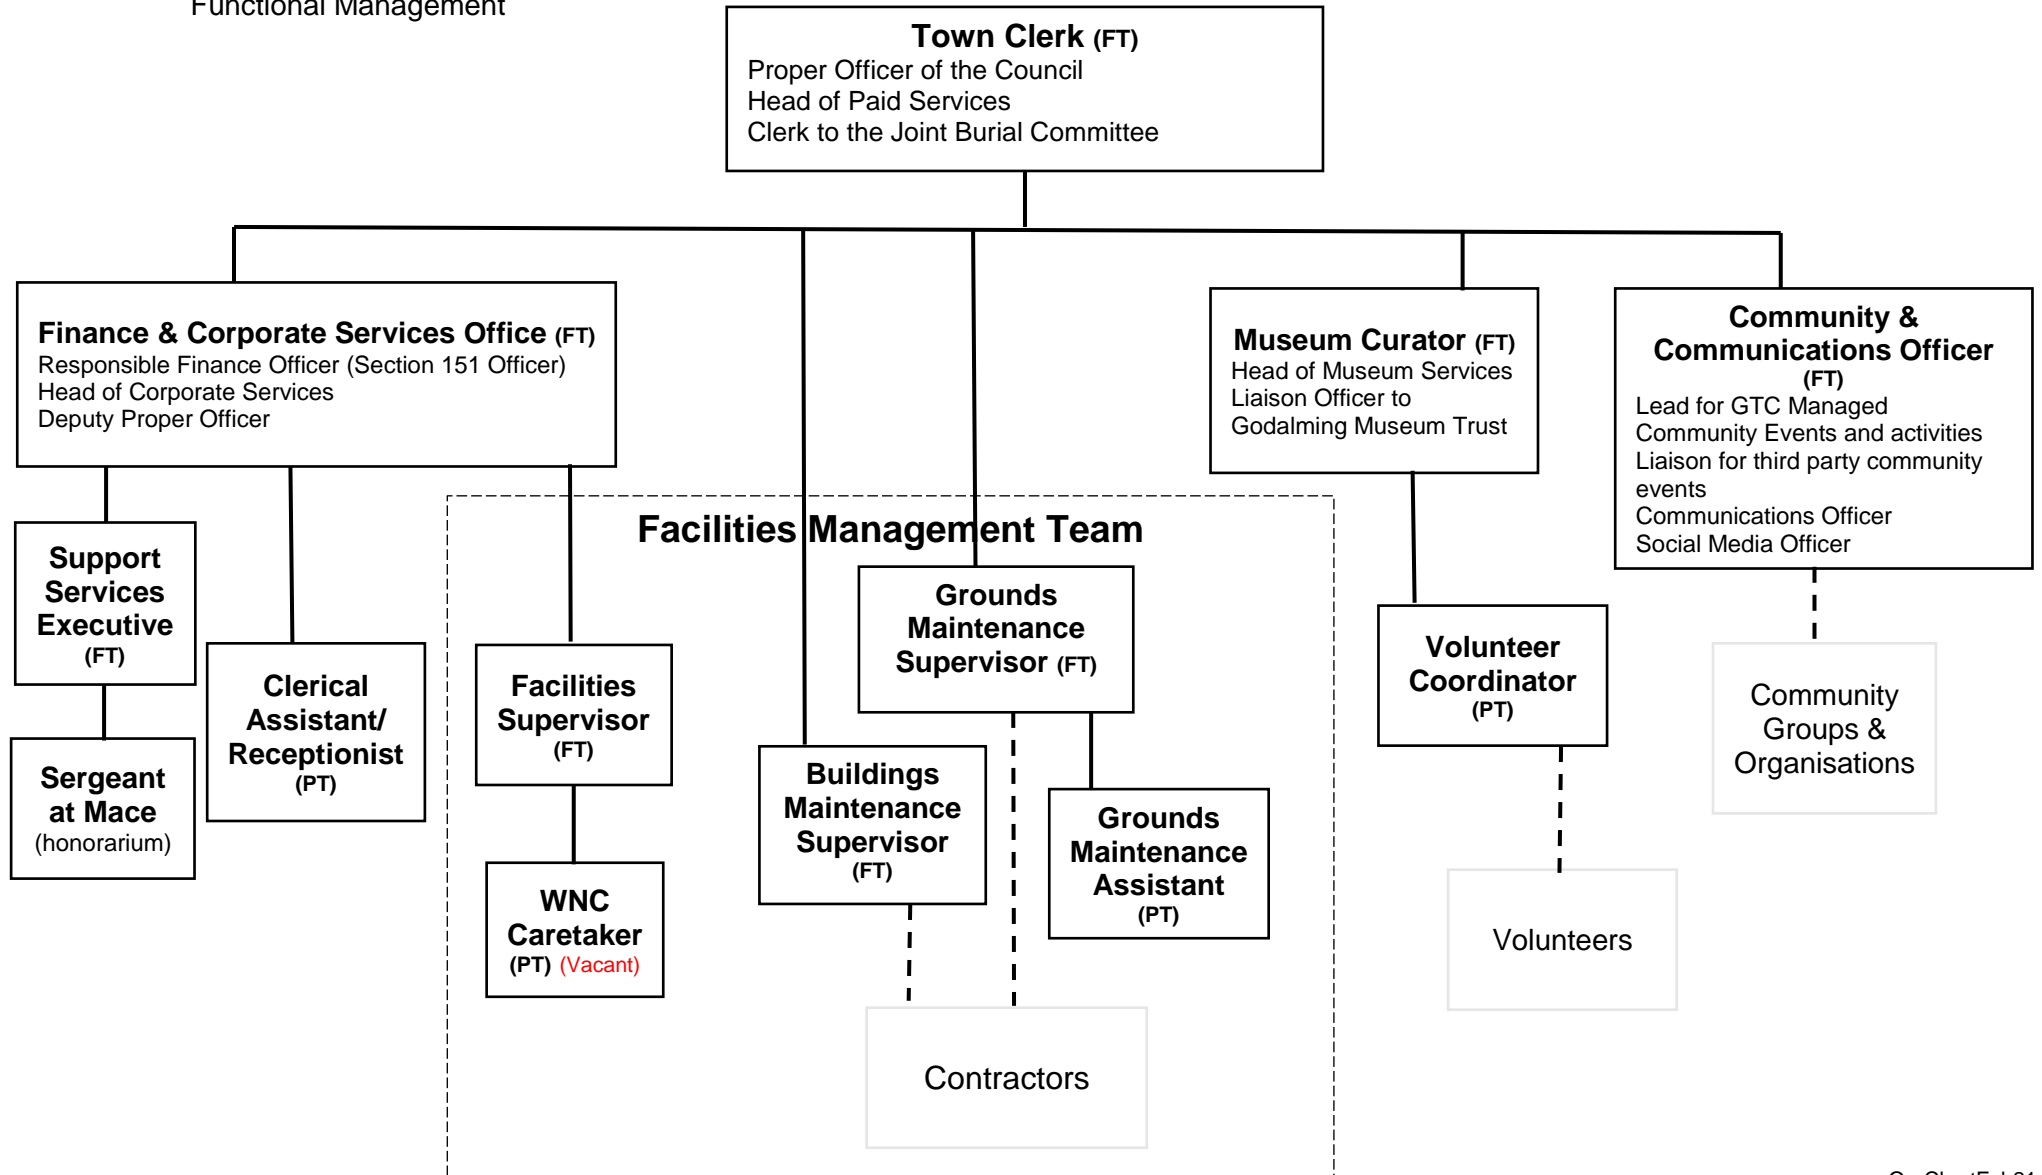 Functional Management
Town Clerk (FT)
Proper Officer of the Council
Head of Paid Services
Clerk to the Joint Burial Committee
Finance & Corporate Services Office (FT)
Responsible Finance Officer (Section 151 Officer)
Head of Corporate Services
Deputy Proper Officer
Museum Curator (FT)
Head of Museum Services
Liaison Officer to
Godalming Museum Trust
Community &
Communications Officer
(FT)
Lead for GTC Managed
Community Events and activities
Liaison for third party community
events
Communications Officer
Social Media Officer
Facilities Management Team
Support
Services
Executive
(FT)
Sergeant
at Mace
(honorarium)
Clerical
Assistant/
Receptionist
(PT)
Facilities
Supervisor
(FT)
WNC
Caretaker
(PT) (Vacant)
Grounds
Maintenance
Supervisor (FT)
Buildings
Maintenance
Supervisor
(FT)
Grounds
Maintenance
Assistant
(PT)
Contractors
Volunteer
Coordinator
(PT)
Volunteers
Community
Groups &
Organisations